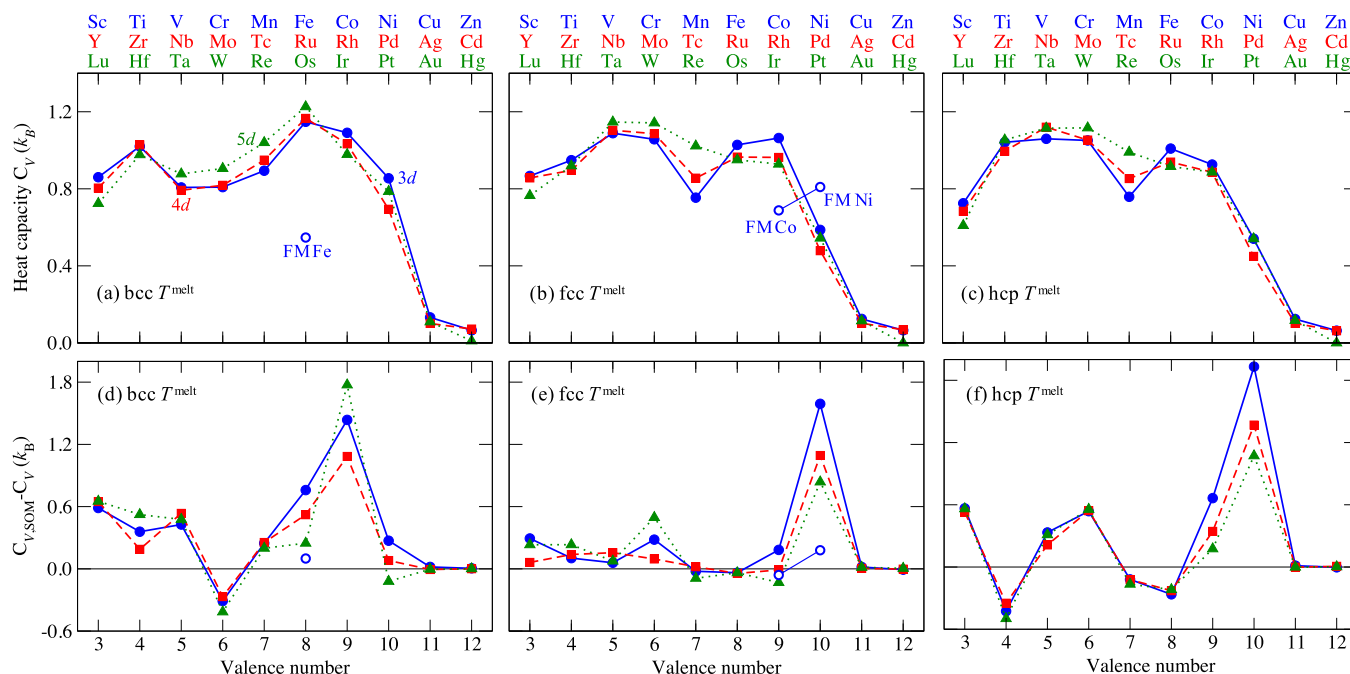 Sc Ti V Cr Mn Fe Co Ni Cu Zn
Y Zr Nb Mo Tc Ru Rh Pd Ag Cd
Lu Hf Ta W Re Os Ir Pt Au Hg
Sc Ti V Cr Mn Fe Co Ni Cu Zn
Y Zr Nb Mo Tc Ru Rh Pd Ag Cd
Lu Hf Ta W Re Os Ir Pt Au Hg
Sc Ti V Cr Mn Fe Co Ni Cu Zn
Y Zr Nb Mo Tc Ru Rh Pd Ag Cd
Lu Hf Ta W Re Os Ir Pt Au Hg
Heat capacity C_V (k_B)
1.2
0.8
0.4
0.0
5d
3d
4d
FM Fe
(a) bcc T^melt
FM Ni
FM Co
(b) fcc T^melt
(c) hcp T^melt
C_V,SOM-C_V (k_B)
1.8
1.2
0.6
0.0
-0.6
(d) bcc T^melt
(e) fcc T^melt
(f) hcp T^melt
3 4 5 6 7 8 9 10 11 12
3 4 5 6 7 8 9 10 11 12
3 4 5 6 7 8 9 10 11 12
Valence number
Valence number
Valence number